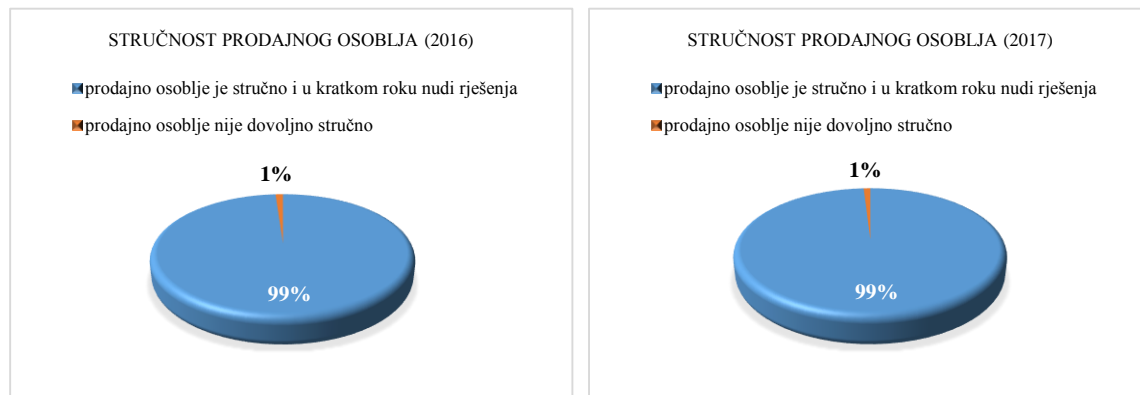 STRUČNOST PRODAJNOG OSOBLJA (2016)
prodajno osoblje je stručno i u kratkom roku nudi rješenja
prodajno osoblje nije dovoljno stručno
1%
99%
STRUČNOST PRODAJNOG OSOBLJA (2017)
prodajno osoblje je stručno i u kratkom roku nudi rješenja
prodajno osoblje nije dovoljno stručno
1%
99%